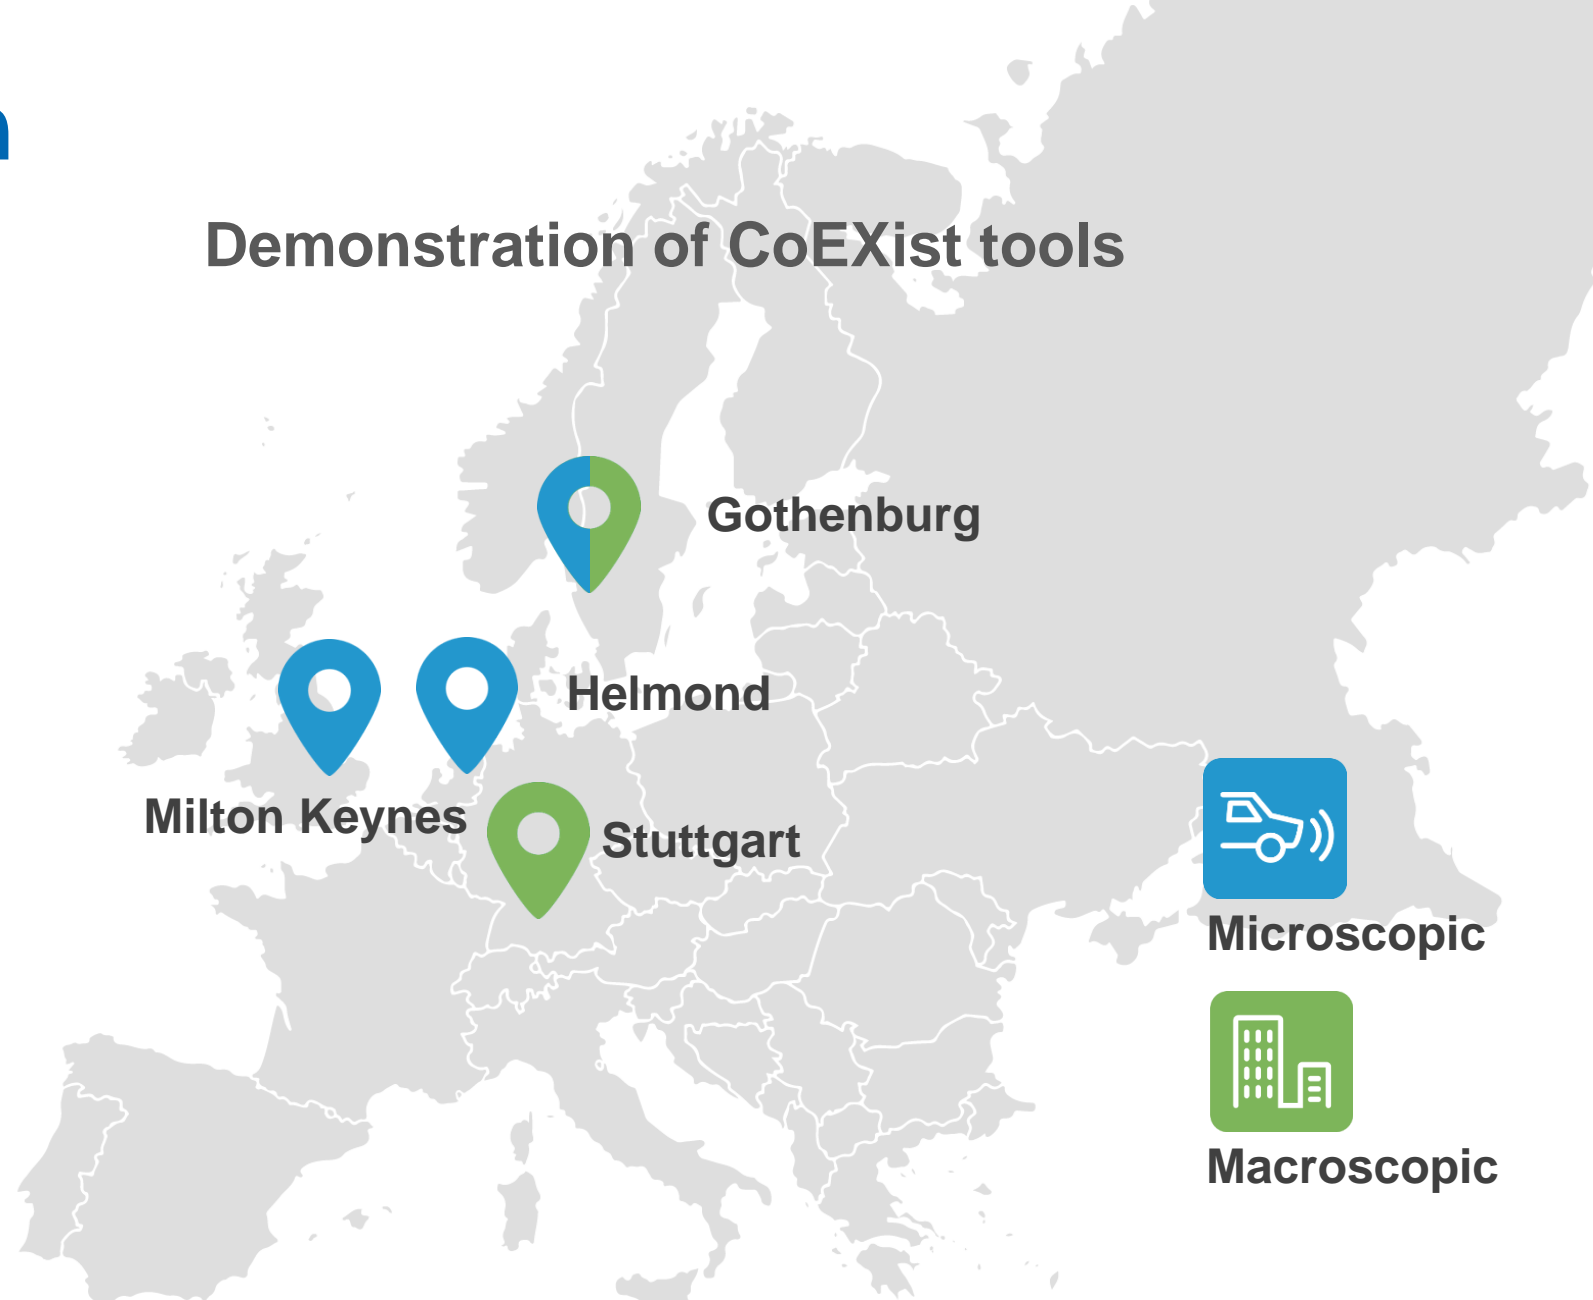 n
Demonstration of CoEXist tools
Gothenburg
Helmond
Milton Keynes
Stuttgart
Microscopic
Macroscopic